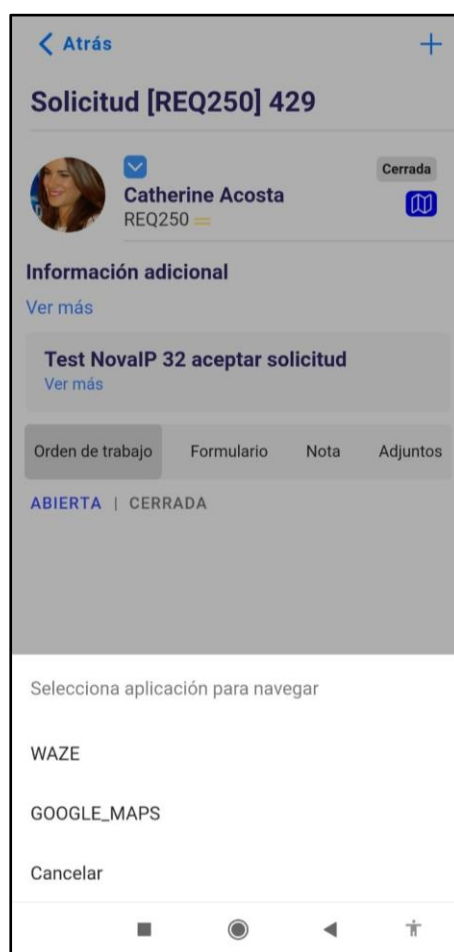 Atrás
Solicitud [REQ250] 429
Cerrada
Catherine Acosta
REQ250
Información adicional
Ver más
Test NovaIP 32 aceptar solicitud
Ver más
Orden de trabajo Formulario Nota Adjuntos
ABIERTA | CERRADA
Selecciona aplicación para navegar
WAZE
GOOGLE_MAPS
Cancelar